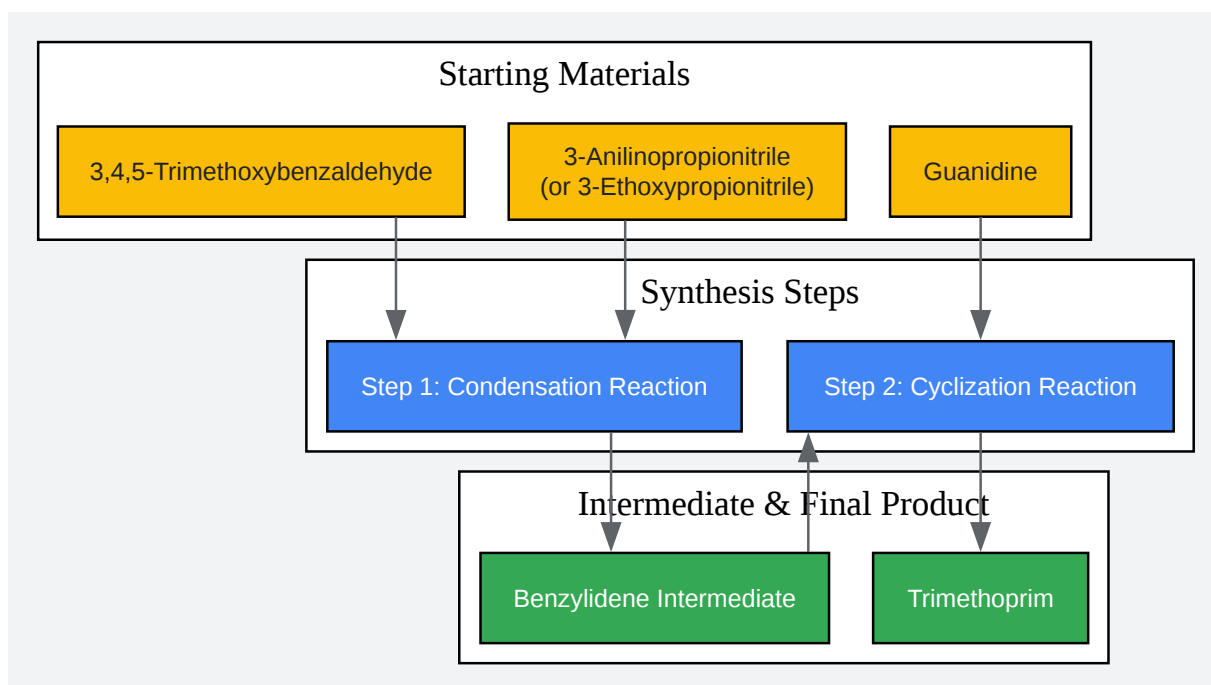 Starting Materials
3,4,5-Trimethoxybenzaldehyde
3-Anilinopropionitrile
(or 3-Ethoxypropionitrile)
Guanidine
Synthesis Steps
Step 1: Condensation Reaction
Step 2: Cyclization Reaction
Intermediate & Final Product
Benzylidene Intermediate
Trimethoprim